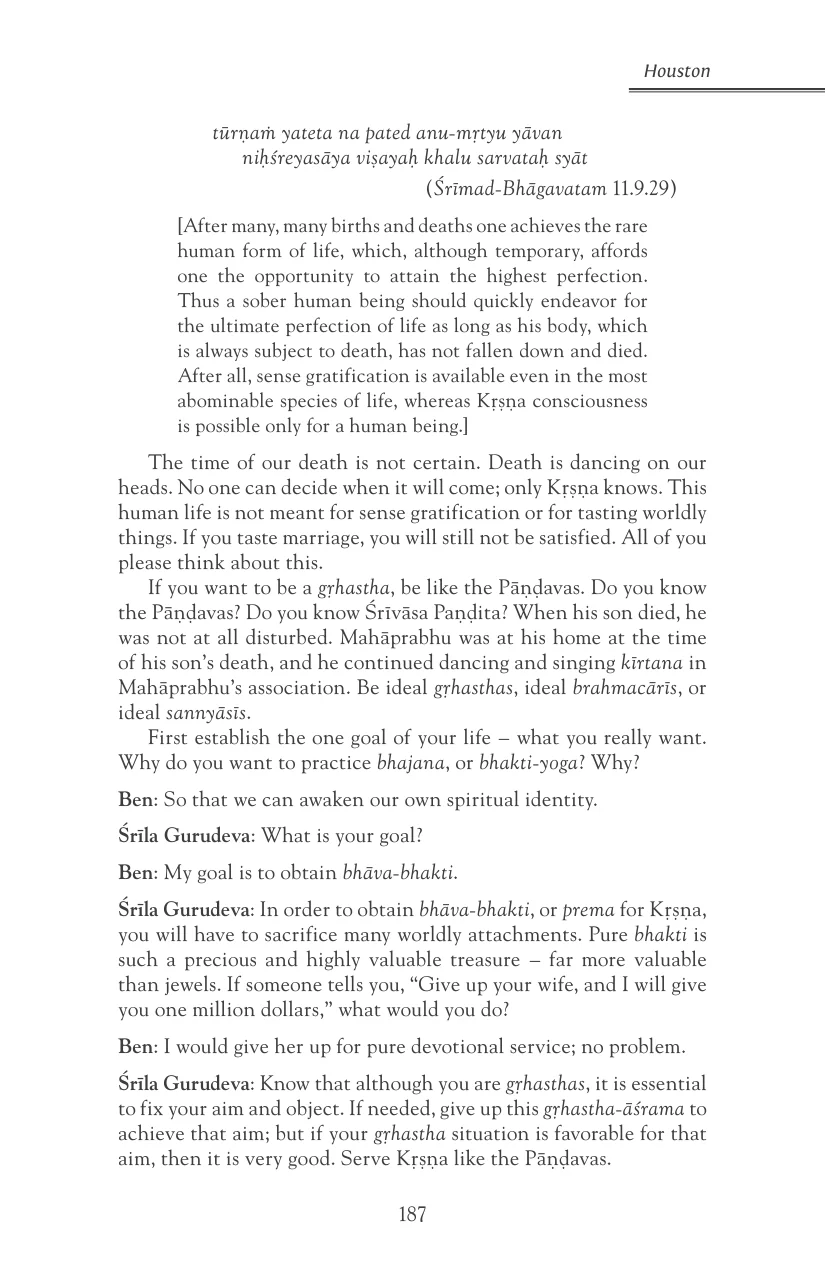 Houston
tūrṇaṁ yateta na pated anu-mṛtyu yāvan
niḥśreyasāya viṣayaḥ khalu sarvataḥ syāt
(Śrīmad-Bhāgavatam 11.9.29)
[After many, many births and deaths one achieves the rare
human form of life, which, although temporary, affords
one the opportunity to attain the highest perfection.
Thus a sober human being should quickly endeavor for
the ultimate perfection of life as long as his body, which
is always subject to death, has not fallen down and died.
After all, sense gratification is available even in the most
abominable species of life, whereas Kṛṣṇa consciousness
is possible only for a human being.]
The time of our death is not certain. Death is dancing on our
heads. No one can decide when it will come; only Kṛṣṇa knows. This
human life is not meant for sense gratification or for tasting worldly
things. If you taste marriage, you will still not be satisfied. All of you
please think about this.
If you want to be a gṛhastha, be like the Pāṇḍavas. Do you know
the Pāṇḍavas? Do you know Śrīvāsa Paṇḍita? When his son died, he
was not at all disturbed. Mahāprabhu was at his home at the time
of his son’s death, and he continued dancing and singing kīrtana in
Mahāprabhu’s association. Be ideal gṛhasthas, ideal brahmacārīs, or
ideal sannyāsīs.
First establish the one goal of your life – what you really want.
Why do you want to practice bhajana, or bhakti-yoga? Why?
Ben: So that we can awaken our own spiritual identity.
Śrīla Gurudeva: What is your goal?
Ben: My goal is to obtain bhāva-bhakti.
Śrīla Gurudeva: In order to obtain bhāva-bhakti, or prema for Kṛṣṇa,
you will have to sacrifice many worldly attachments. Pure bhakti is
such a precious and highly valuable treasure – far more valuable
than jewels. If someone tells you, “Give up your wife, and I will give
you one million dollars,” what would you do?
Ben: I would give her up for pure devotional service; no problem.
Śrīla Gurudeva: Know that although you are gṛhasthas, it is essential
to fix your aim and object. If needed, give up this gṛhastha-āśrama to
achieve that aim; but if your gṛhastha situation is favorable for that
aim, then it is very good. Serve Kṛṣṇa like the Pāṇḍavas.
187